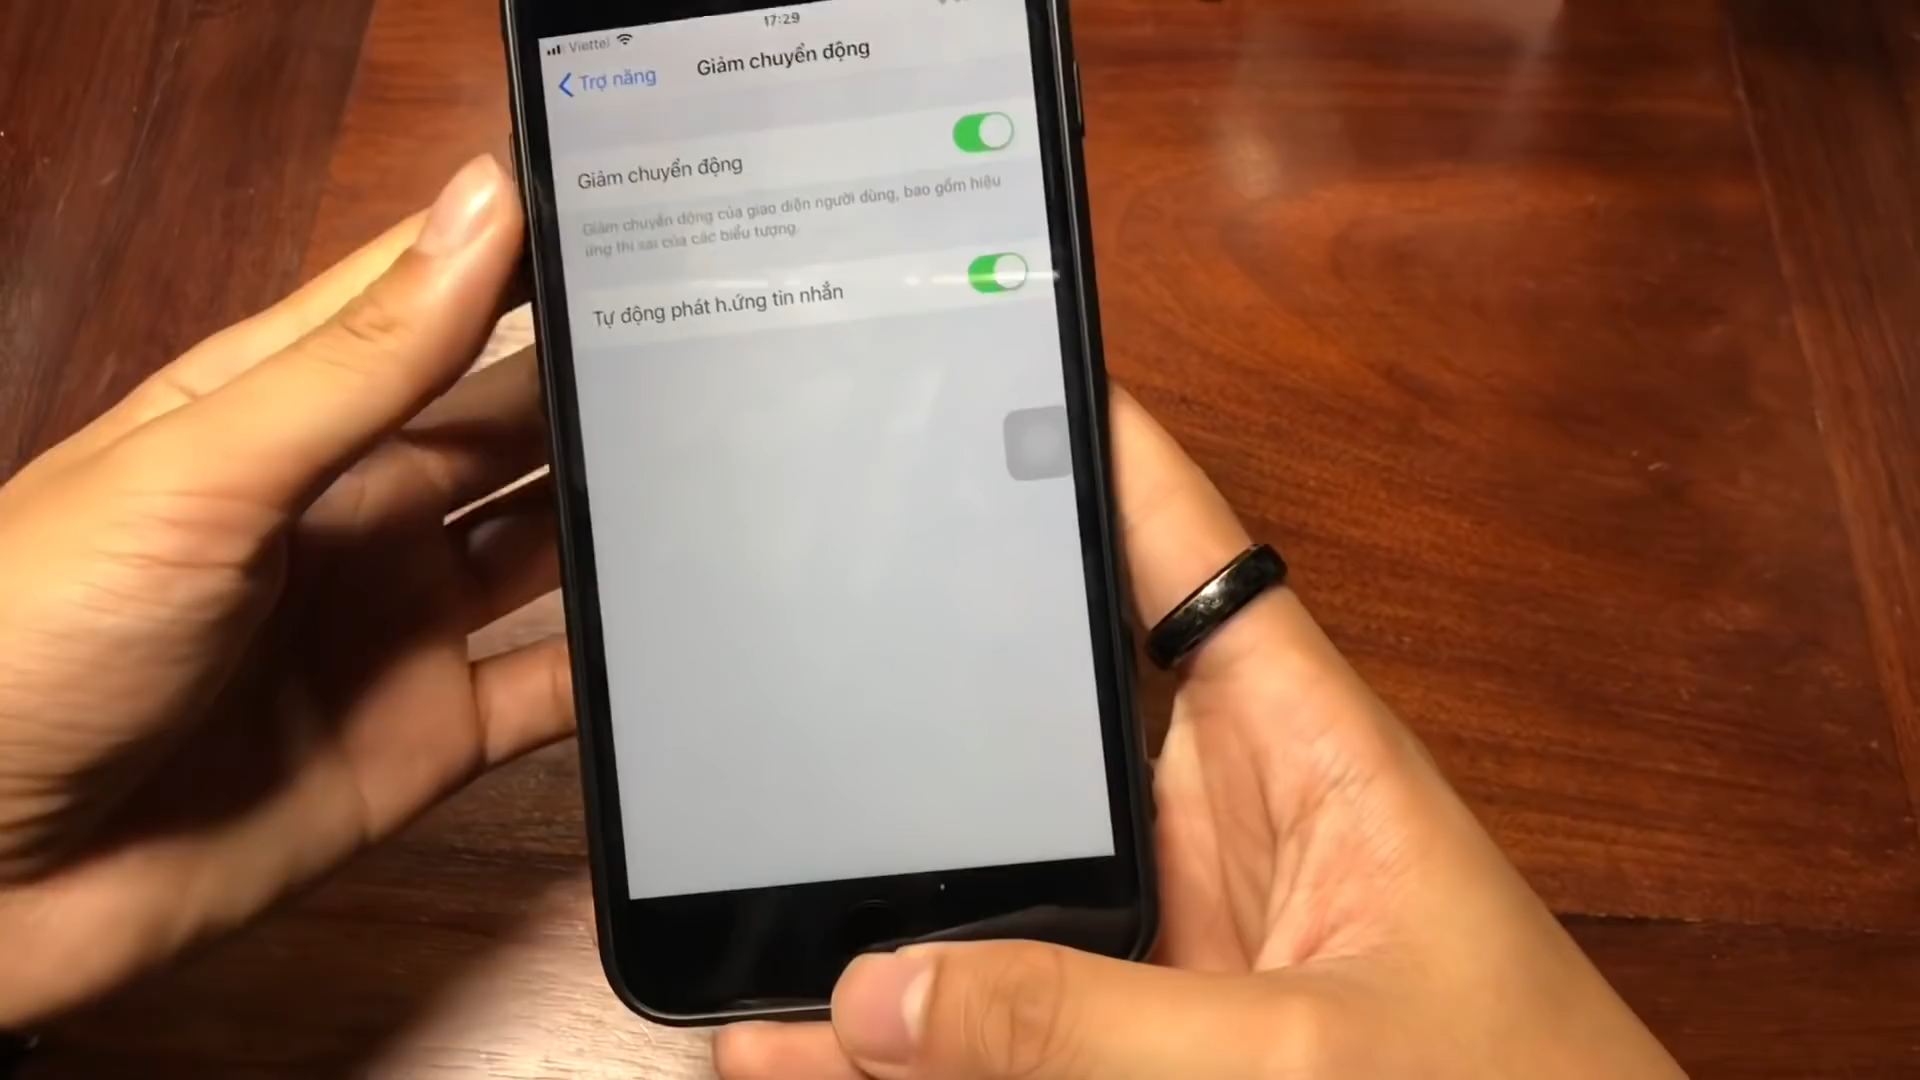 17:29
Viettel
Trợ năng
Giảm chuyển động
Giảm chuyển động
Giảm chuyển động của giao diện người dùng, bao gồm hiệu
ứng thị sai của các biểu tượng.
Tự động phát h.ứng tin nhắn